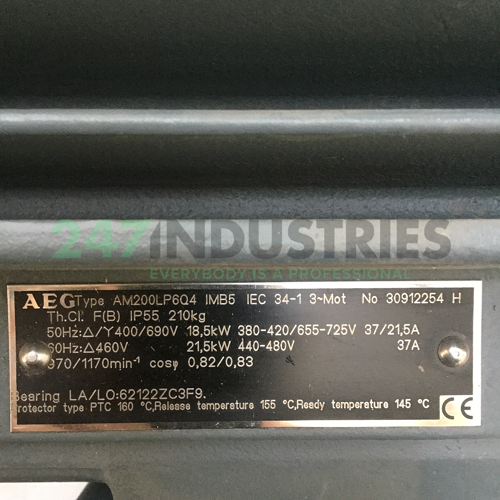 247INDUSTRIES
EVERYBODY IS A PROFESSIONAL
AEG Type AM200LP6Q4 IMB5 IEC 34-1 3~Mot No 30912254 H
Th.Cl. F(B) IP55 210kg
50Hz:△/Y400/690V 18,5kW 380-420/655-725V 37/21,5A
60Hz:△460V 21,5kW 440-480V 37A
970/1170min⁻¹ cosφ 0,82/0,83
Bearing LA/LO:62122ZC3F9.
Protector type PTC 160 °C,Release temperature 155 °C,Ready temperature 145 °C
CE